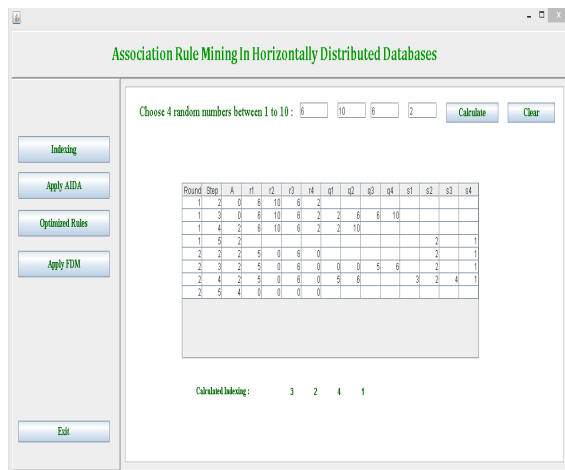 X
Association Rule Mining In Horizontally Distributed Databases
Choose 4 random numbers between 1 to 10 : 6 10 6 2 Calculate Clear
Indexing
Apply AIDA
Optimized Rules
Apply FDM
Exit
Round Step A r1 r2 r3 r4 q1 q2 q3 q4 s1 s2 s3 s4
1 2 0 6 10 6 2
1 3 0 6 10 6 2 2 6 6 10
1 4 2 6 10 6 2 2 10
1 5 2 2 1
2 2 2 5 0 6 0 2 1
2 3 2 5 0 6 0 0 0 5 6 2 1
2 4 2 5 0 6 0 5 6 3 2 4 1
2 5 4 0 0 0 0
Calculated Indexing : 3 2 4 1